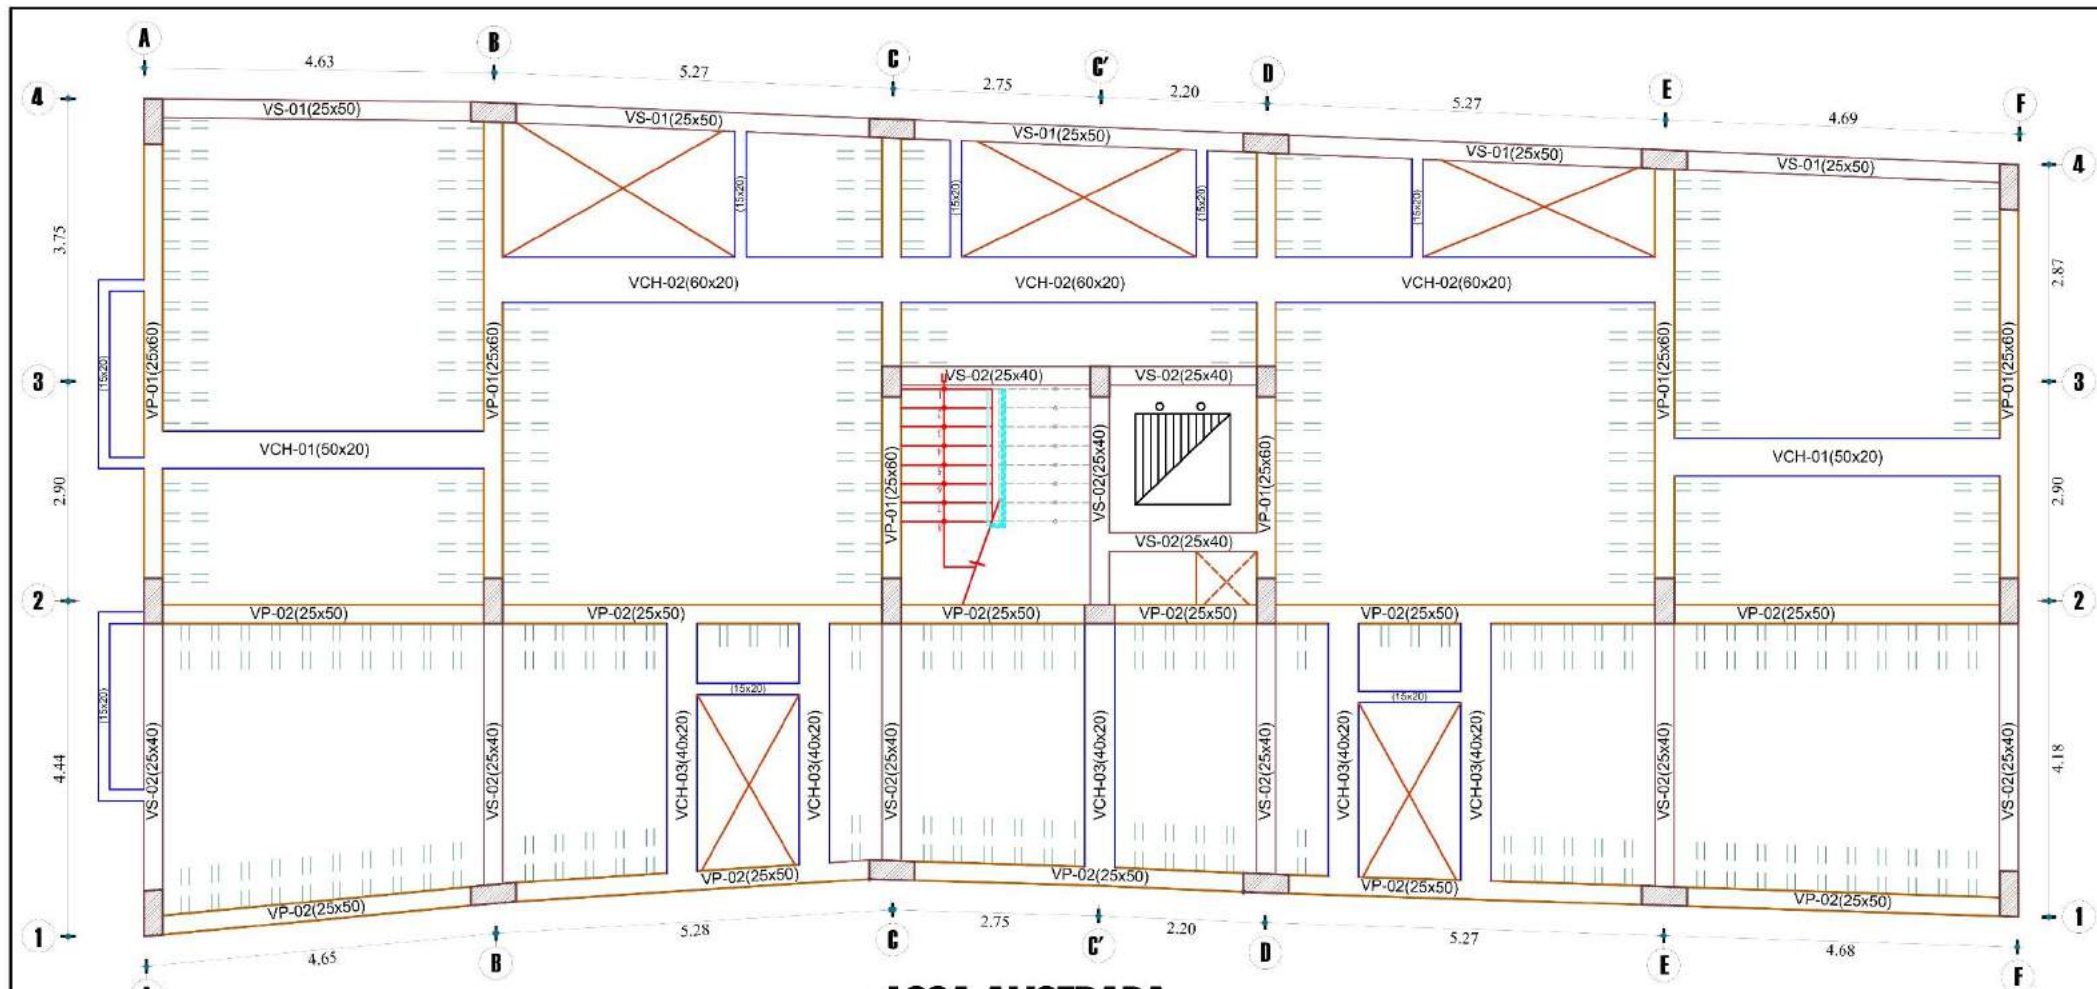 A
B
C
C'
D
E
F
4.63
5.27
2.75
2.20
5.27
4.69
4
4
VS-01(25x50)
VS-01(25x50)
VS-01(25x50)
VS-01(25x50)
VS-01(25x50)
(15x20)
(15x20)
(15x20)
(15x20)
3.75
2.87
VCH-02(60x20)
VCH-02(60x20)
VCH-02(60x20)
(15x20)
VP-01(25x60)
VP-01(25x60)
VP-01(25x60)
VP-01(25x60)
3
3
VS-02(25x40)
VS-02(25x40)
VCH-01(50x20)
VCH-01(50x20)
VP-01(25x60)
VS-02(25x40)
VP-01(25x60)
2.90
2.90
VS-02(25x40)
2
2
VP-02(25x50)
VP-02(25x50)
VP-02(25x50)
VP-02(25x50)
VP-02(25x50)
VP-02(25x50)
(15x20)
(15x20)
(15x20)
4.44
4.18
VS-02(25x40)
VS-02(25x40)
VCH-03(40x20)
VCH-03(40x20)
VS-02(25x40)
VCH-03(40x20)
VS-02(25x40)
VCH-03(40x20)
VCH-03(40x20)
VS-02(25x40)
VS-02(25x40)
VP-02(25x50)
VP-02(25x50)
VP-02(25x50)
VP-02(25x50)
VP-02(25x50)
1
1
4.65
5.28
2.75
2.20
5.27
4.68
B
C
C'
D
E
F